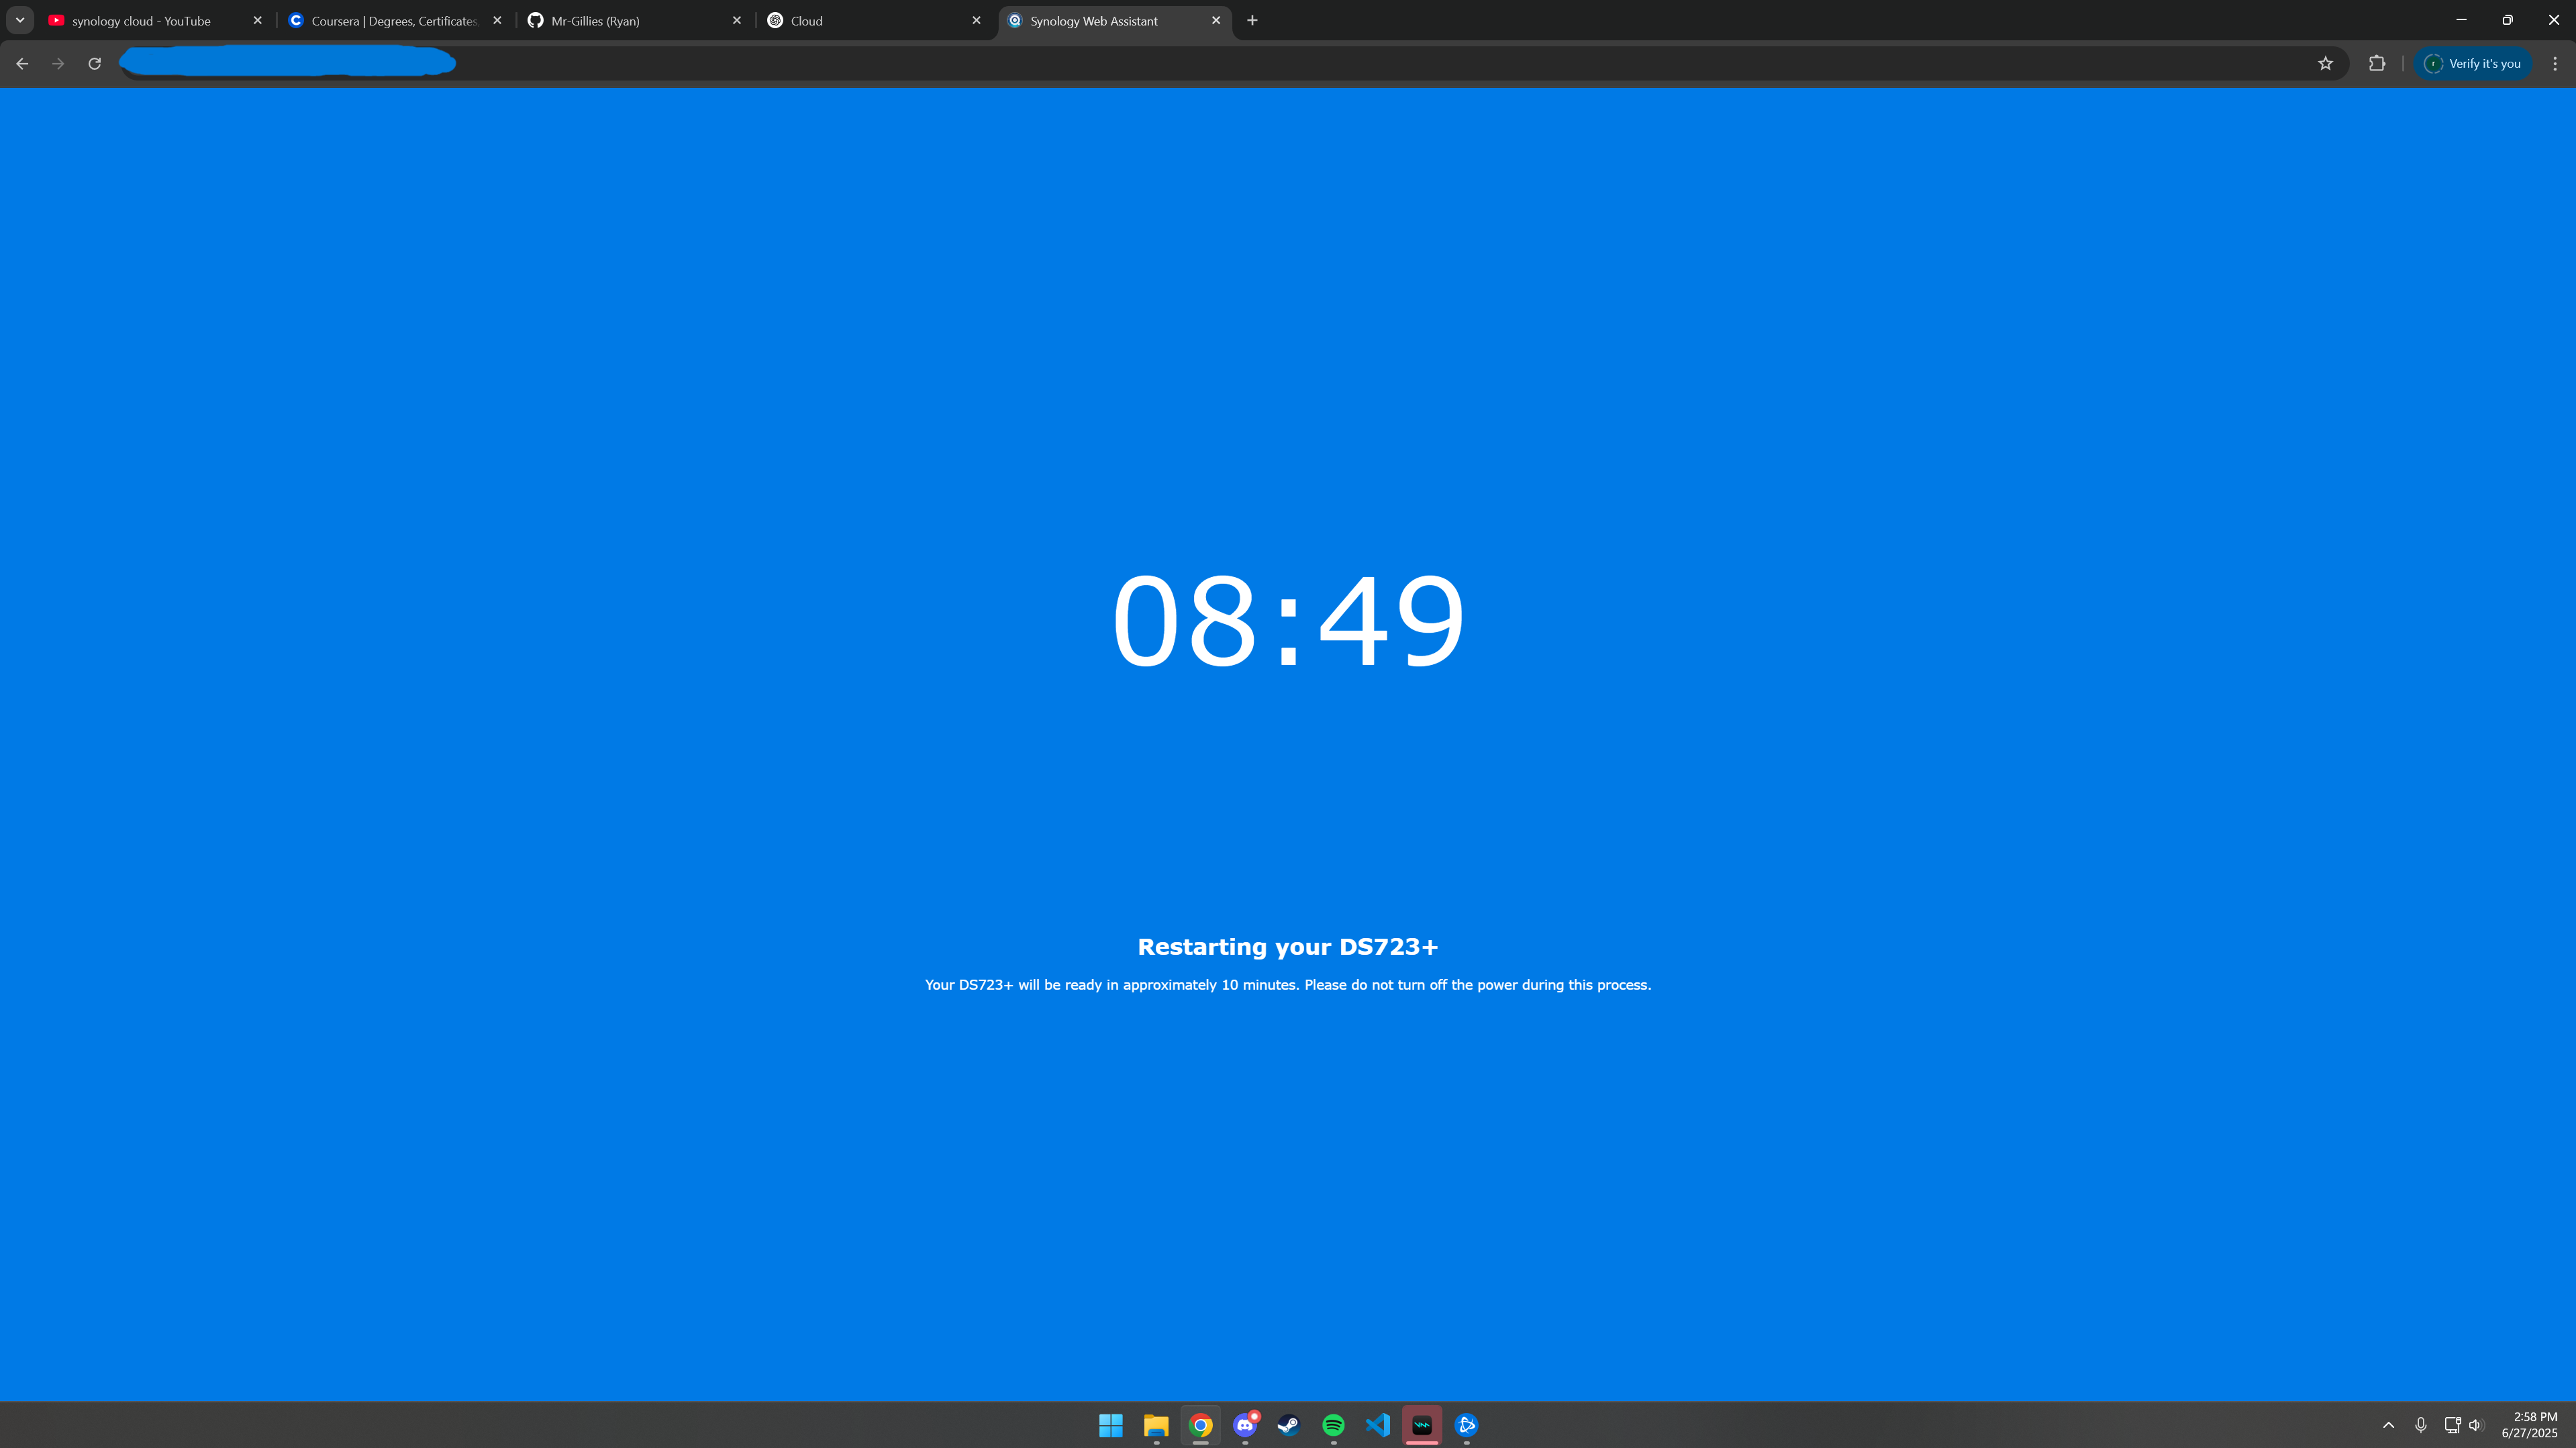 synology cloud - YouTube
Coursera | Degrees, Certificates,
Mr-Gillies (Ryan)
Cloud
Synology Web Assistant
r
Verify it's you
08:49
Restarting your DS723+
Your DS723+ will be ready in approximately 10 minutes. Please do not turn off the power during this process.
2:58 PM
6/27/2025